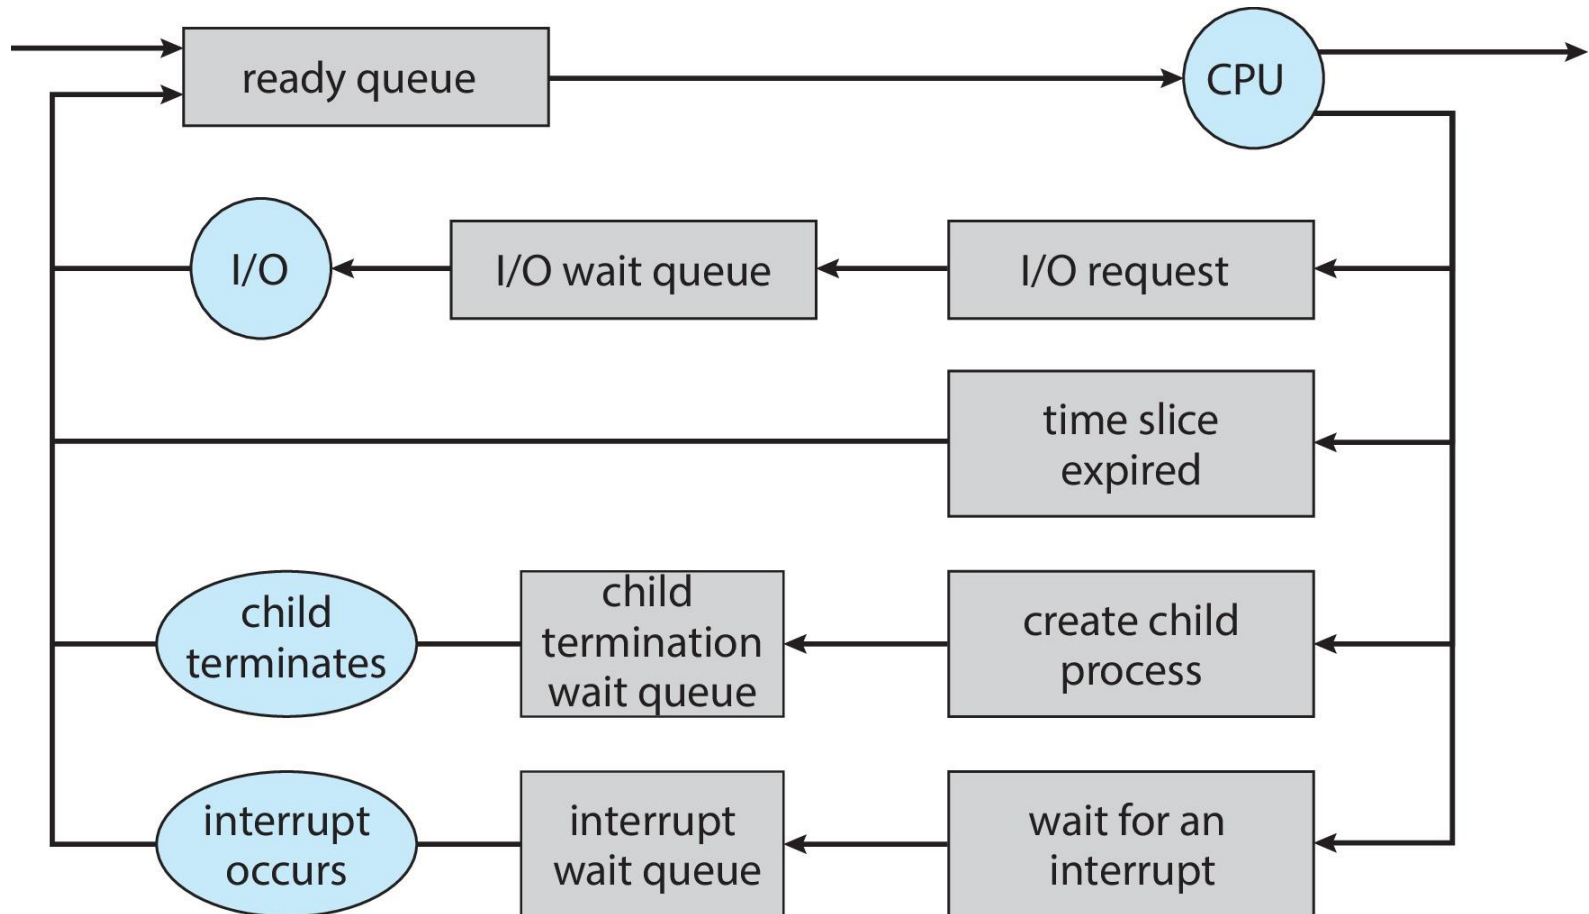 ready queue
CPU
I/O
I/O wait queue
I/O request
time slice
expired
child
terminates
child
termination
wait queue
create child
process
interrupt
occurs
interrupt
wait queue
wait for an
interrupt